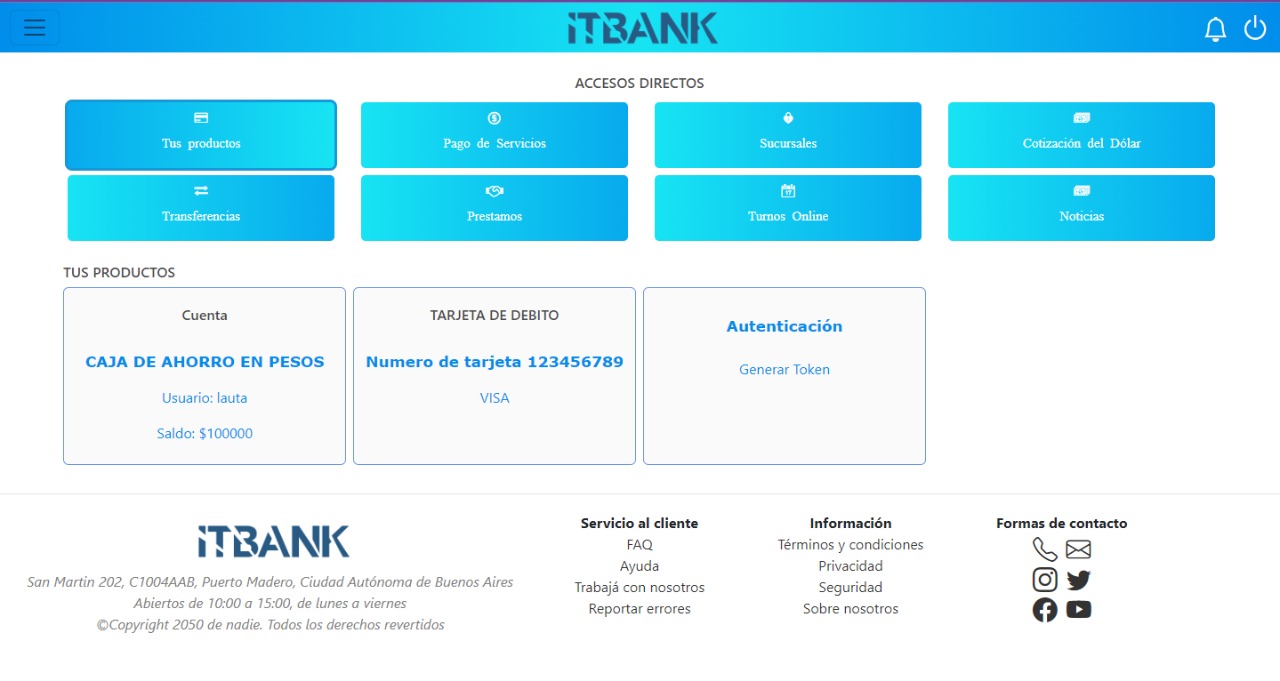 iTBANK
ACCESOS DIRECTOS
Tus productos
Pago de Servicios
Sucursales
Cotización del Dólar
Transferencias
Prestamos
Turnos Online
Noticias
TUS PRODUCTOS
Cuenta
CAJA DE AHORRO EN PESOS
Usuario: lauta
Saldo: $100000
TARJETA DE DEBITO
Numero de tarjeta 123456789
VISA
Autenticación
Generar Token
iTBANK
San Martin 202, C1004AAB, Puerto Madero, Ciudad Autónoma de Buenos Aires
Abiertos de 10:00 a 15:00, de lunes a viernes
©Copyright 2050 de nadie. Todos los derechos revertidos
Servicio al cliente
FAQ
Ayuda
Trabajá con nosotros
Reportar errores
Información
Términos y condiciones
Privacidad
Seguridad
Sobre nosotros
Formas de contacto